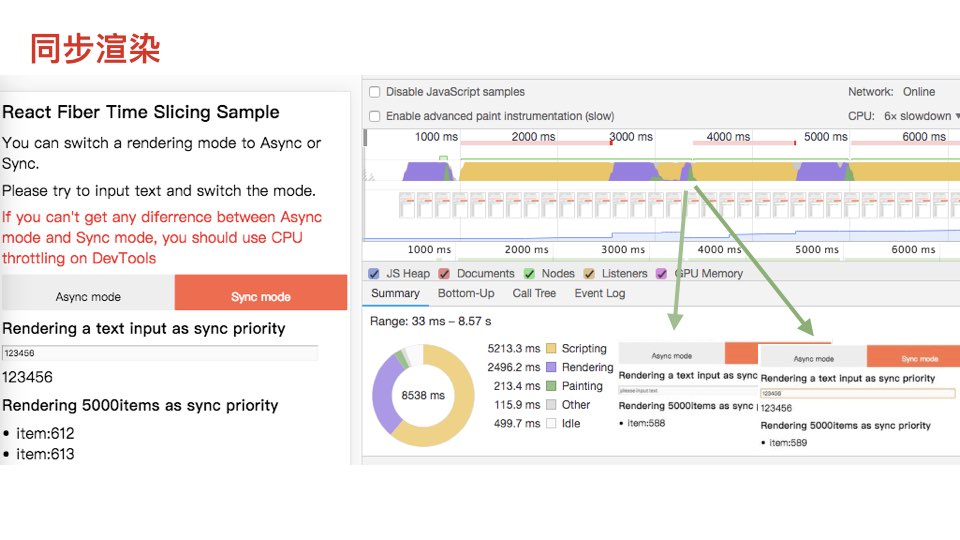 同步渲染
React Fiber Time Slicing Sample
You can switch a rendering mode to Async or
Sync.
Please try to input text and switch the mode.
If you can't get any diferrence between Async
mode and Sync mode, you should use CPU
throttling on DevTools
Async mode
Sync mode
Rendering a text input as sync priority
123456
123456
Rendering 5000items as sync priority
• item:612
• item:613
Disable JavaScript samples
Network: Online
Enable advanced paint instrumentation (slow)
CPU: 6x slowdown
1000 ms 2000 ms 3000 ms 4000 ms 5000 ms 6000 ms
1000 ms 2000 ms 3000 ms 4000 ms 5000 ms 6000 ms
JS Heap Documents Nodes Listeners GPU Memory
Summary Bottom-Up Call Tree Event Log
Range: 33 ms – 8.57 s
8538 ms
5213.3 ms Scripting
2496.2 ms Rendering
213.4 ms Painting
115.9 ms Other
499.7 ms Idle
Async mode
Rendering a text input as sync
please input text
Rendering 5000items as sync
• item:588
Async mode
Sync mode
Rendering a text input as sync priority
123456
123456
Rendering 5000items as sync priority
• item:589